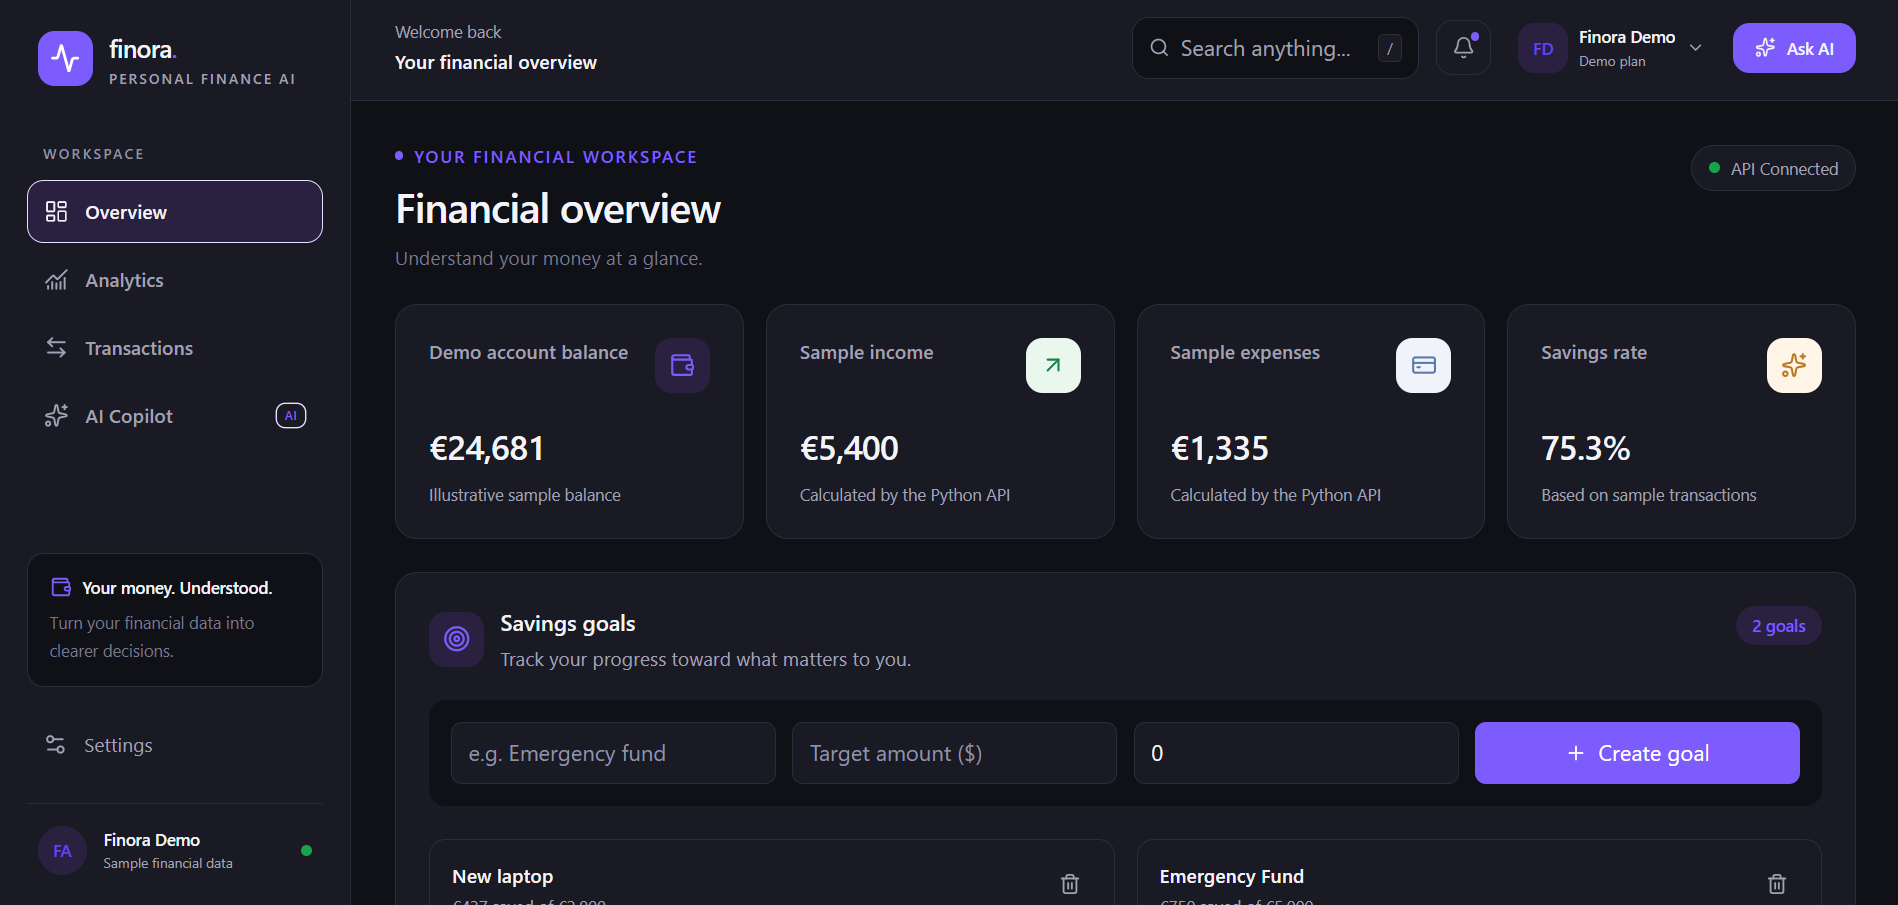 finora.
PERSONAL FINANCE AI
WORKSPACE
Overview
Analytics
Transactions
AI Copilot
AI
Your money. Understood.
Turn your financial data into
clearer decisions.
Settings
FA
Finora Demo
Sample financial data
Welcome back
Your financial overview
Search anything...
/
FD
Finora Demo
Demo plan
Ask AI
YOUR FINANCIAL WORKSPACE
Financial overview
Understand your money at a glance.
API Connected
Demo account balance
€24,681
Illustrative sample balance
Sample income
€5,400
Calculated by the Python API
Sample expenses
€1,335
Calculated by the Python API
Savings rate
75.3%
Based on sample transactions
Savings goals
Track your progress toward what matters to you.
2 goals
e.g. Emergency fund
Target amount ($)
0
+ Create goal
New laptop
Emergency Fund